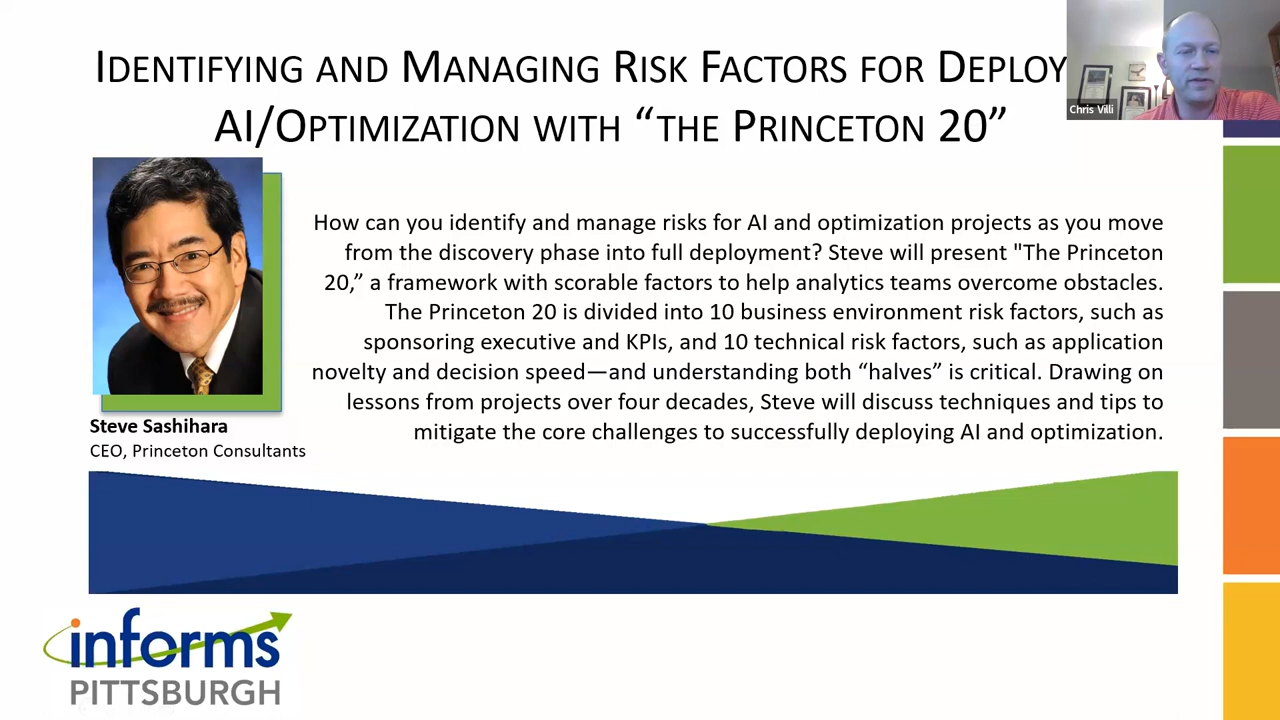 IDENTIFYING AND MANAGING RISK FACTORS FOR DEPLOY
AI/OPTIMIZATION WITH “THE PRINCETON 20”
Chris Villi
How can you identify and manage risks for AI and optimization projects as you move
from the discovery phase into full deployment? Steve will present "The Princeton
20,” a framework with scorable factors to help analytics teams overcome obstacles.
The Princeton 20 is divided into 10 business environment risk factors, such as
sponsoring executive and KPIs, and 10 technical risk factors, such as application
novelty and decision speed—and understanding both “halves” is critical. Drawing on
lessons from projects over four decades, Steve will discuss techniques and tips to
mitigate the core challenges to successfully deploying AI and optimization.
Steve Sashihara
CEO, Princeton Consultants
informs
PITTSBURGH